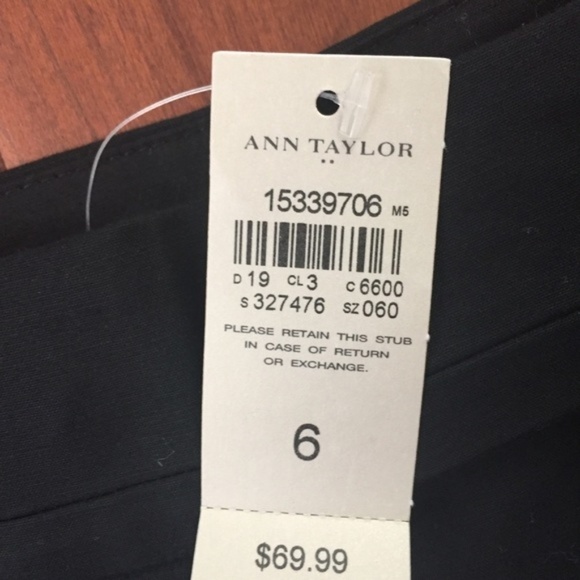 ANN TAYLOR
15339706 M5
D 19 CL 3 C 6600
S 327476 SZ 060
PLEASE RETAIN THIS STUB
IN CASE OF RETURN
OR EXCHANGE.
6
$69.99